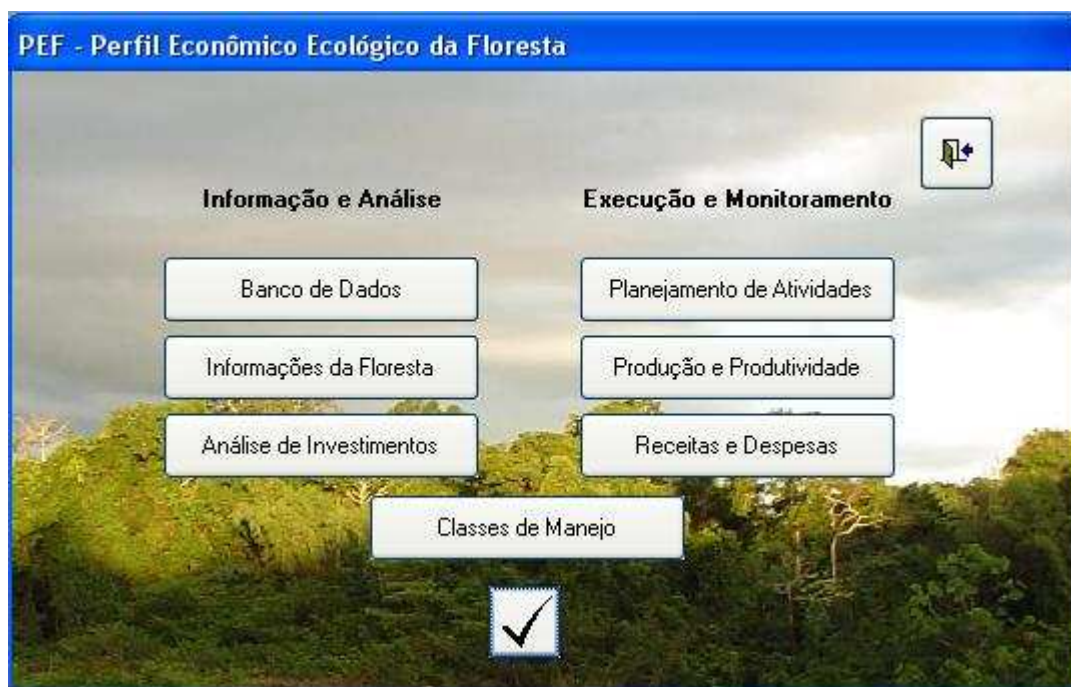 PEF - Perfil Econômico Ecológico da Floresta
Informação e Análise
Execução e Monitoramento
Banco de Dados
Planejamento de Atividades
Informações da Floresta
Produção e Produtividade
Análise de Investimentos
Receitas e Despesas
Classes de Manejo